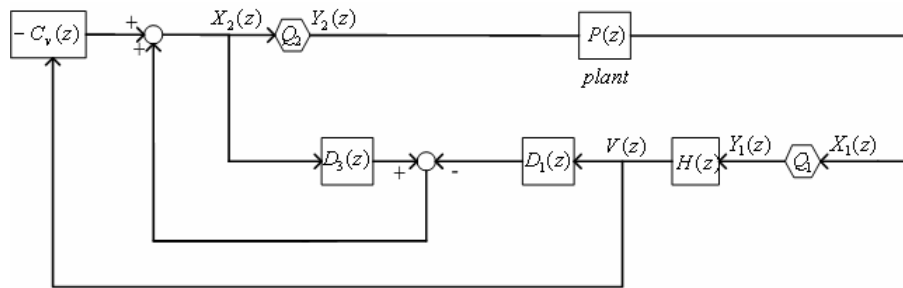 − C_v(z)
+
+
X_2(z)
Q_2
Y_2(z)
P(z)
plant
D_3(z)
+
-
D_1(z)
V(z)
H(z)
Y_1(z)
Q_1
X_1(z)